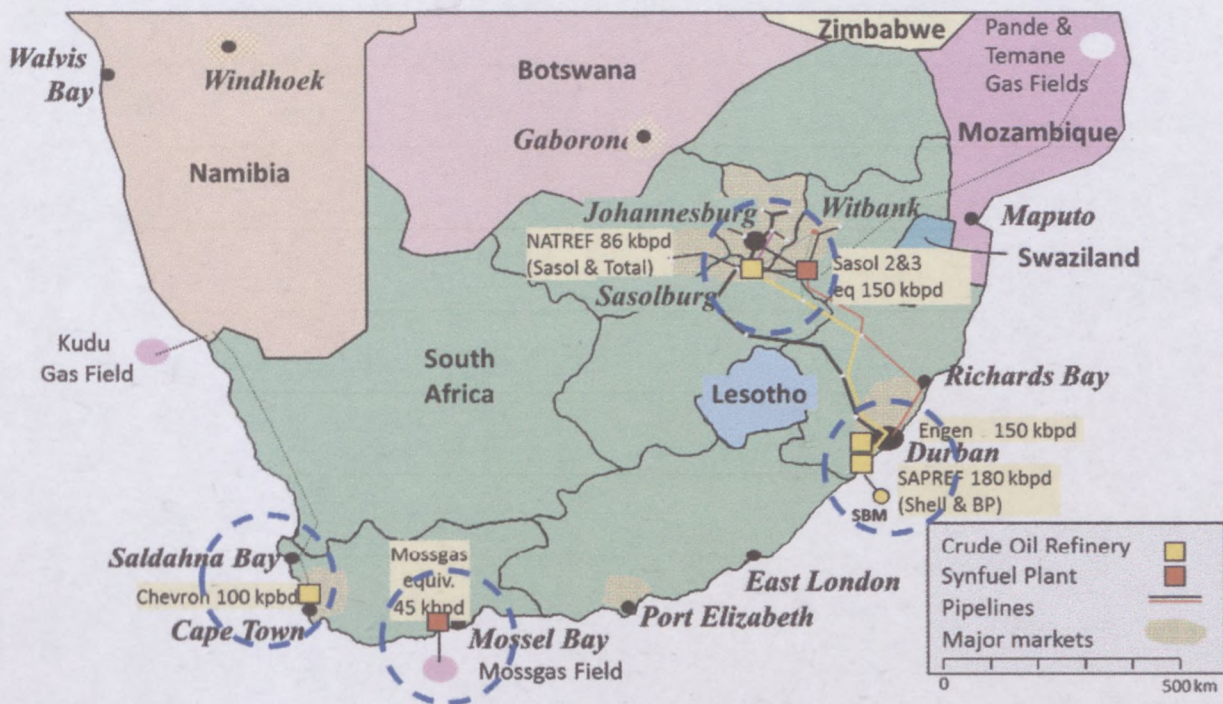 Zimbabwe
Pande &
Temane
Gas Fields
Walvis
Bay
Windhoek
Botswana
Gaborone
Mozambique
Namibia
Johannesburg
Witbank
Maputo
NATREF 86 kbpd
(Sasol & Total)
Sasol 2&3
eq 150 kbpd
Swaziland
Sasolburg
Kudu
Gas Field
South
Africa
Lesotho
Richards Bay
Engen 150 kbpd
Durban
SAPREF 180 kbpd
(Shell & BP)
SBM
Saldahna Bay
Mossgas
equiv.
45 kbpd
Chevron 100 kpbd
Cape Town
East London
Port Elizabeth
Mossel Bay
Mossgas Field
Crude Oil Refinery
Synfuel Plant
Pipelines
Major markets
0
500 km